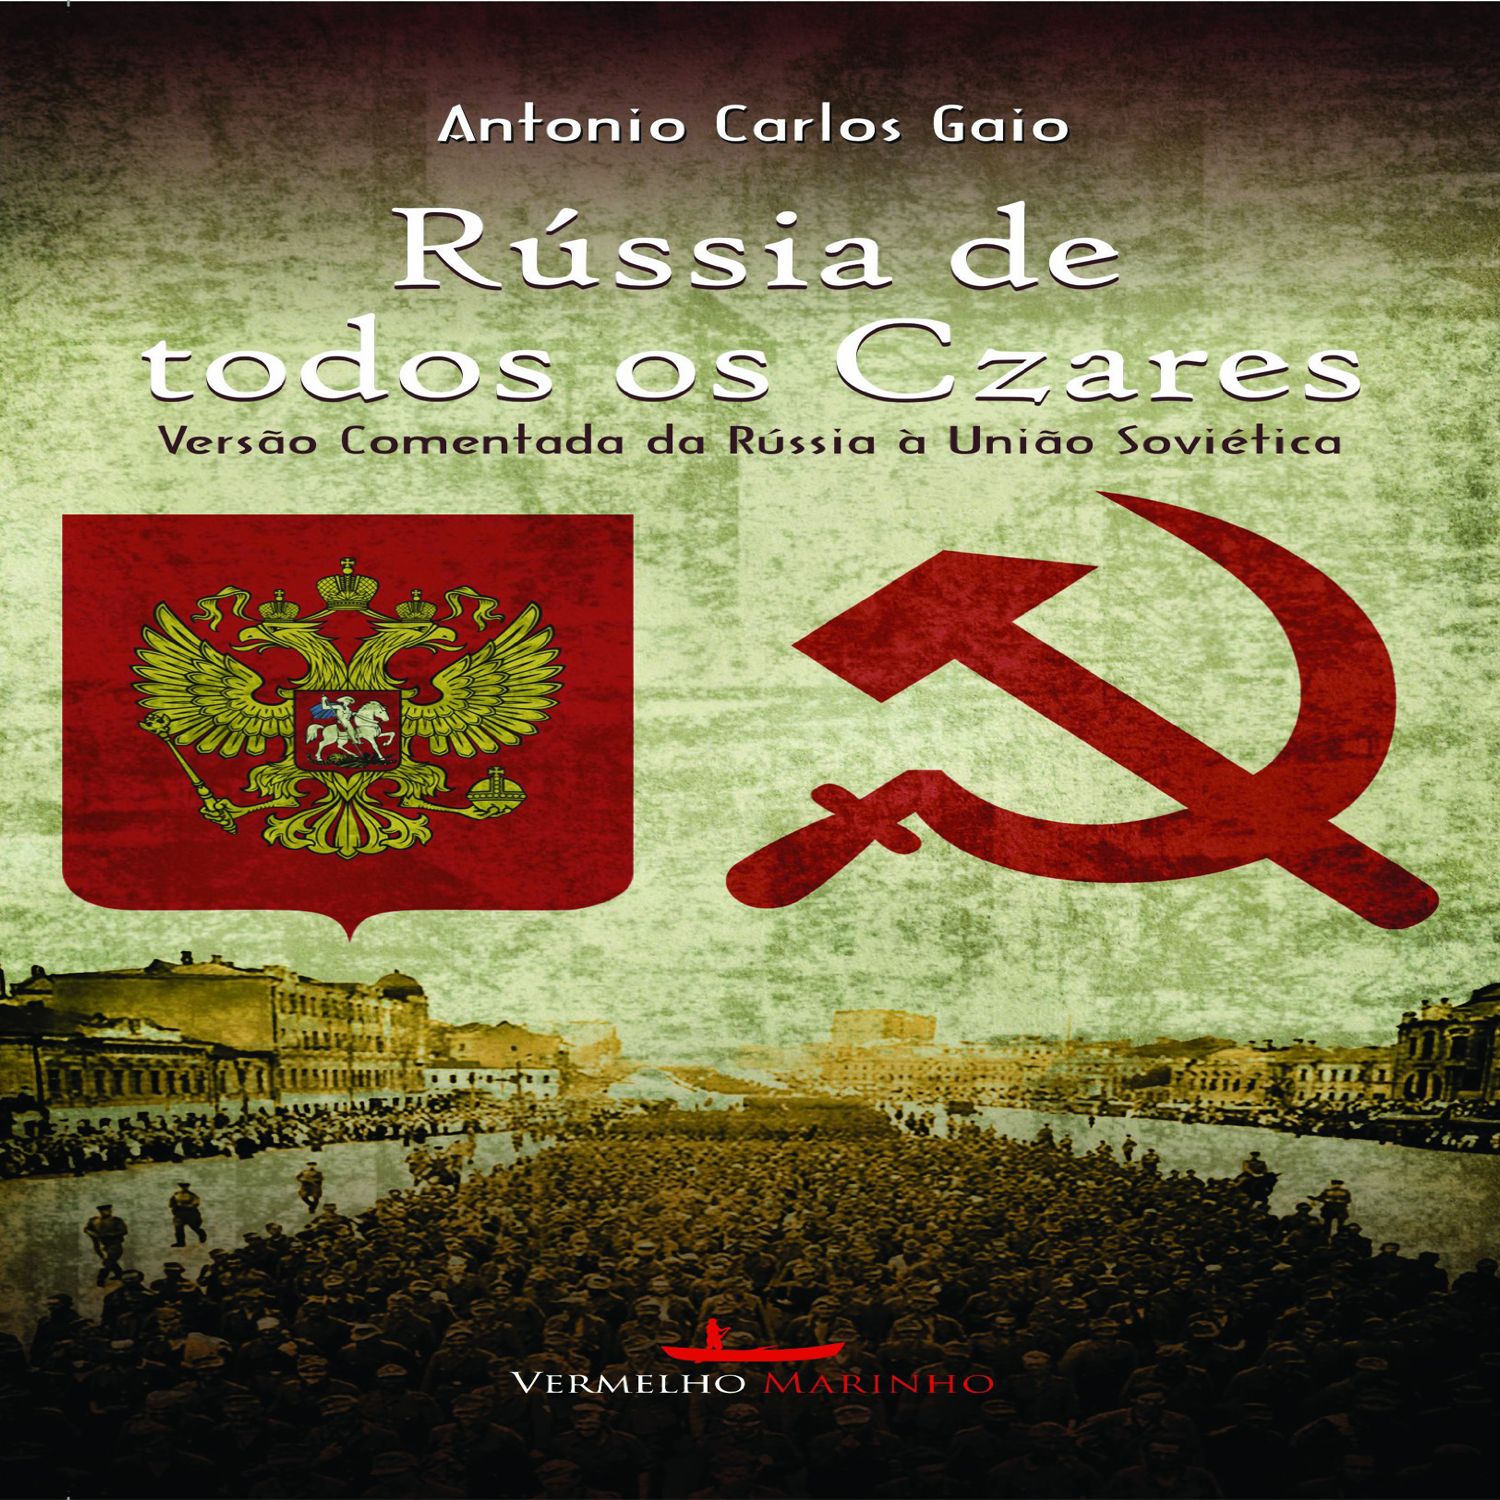 Antonio Carlos Gaio
Rússia de
todos os Czares
Versão Comentada da Rússia à União Soviética
VERMELHO MARINHO